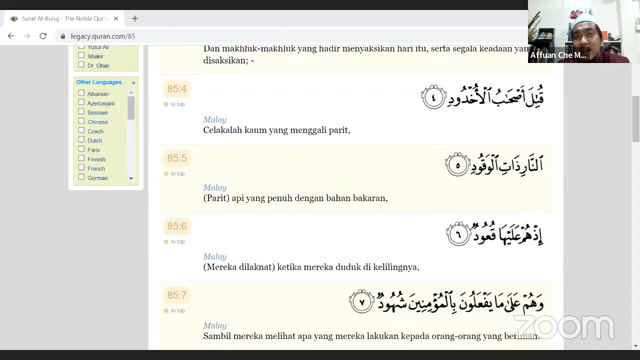 Surat Al-Buruj - The Noble Qur'
legacy.quran.com/85
Yusuf Ali
Shakir
Dr. Ghali
Other Languages
Albanian
Azerbaijani
Bosnian
Chinese
Czech
Dutch
Farsi
Finnish
French
German
Dan makhluk-makhluk yang hadir menyaksikan hari itu, serta segala keadaan yang
disaksikan; -
Affuan Che M...
85:4
to top
قُتِلَ أَصْحَٰبُ ٱلْأُخْدُودِ ٤
Malay
Celakalah kaum yang menggali parit,
85:5
to top
ٱلنَّارِ ذَاتِ ٱلْوَقُودِ ٥
Malay
(Parit) api yang penuh dengan bahan bakaran,
85:6
to top
إِذْ هُمْ عَلَيْهَا قُعُودٌ ٦
Malay
(Mereka dilaknat) ketika mereka duduk di kelilingnya,
85:7
to top
وَهُمْ عَلَىٰ مَا يَفْعَلُونَ بِٱلْمُؤْمِنِينَ شُهُودٌ ٧
Malay
Sambil mereka melihat apa yang mereka lakukan kepada orang-orang yang beriman.
zoom